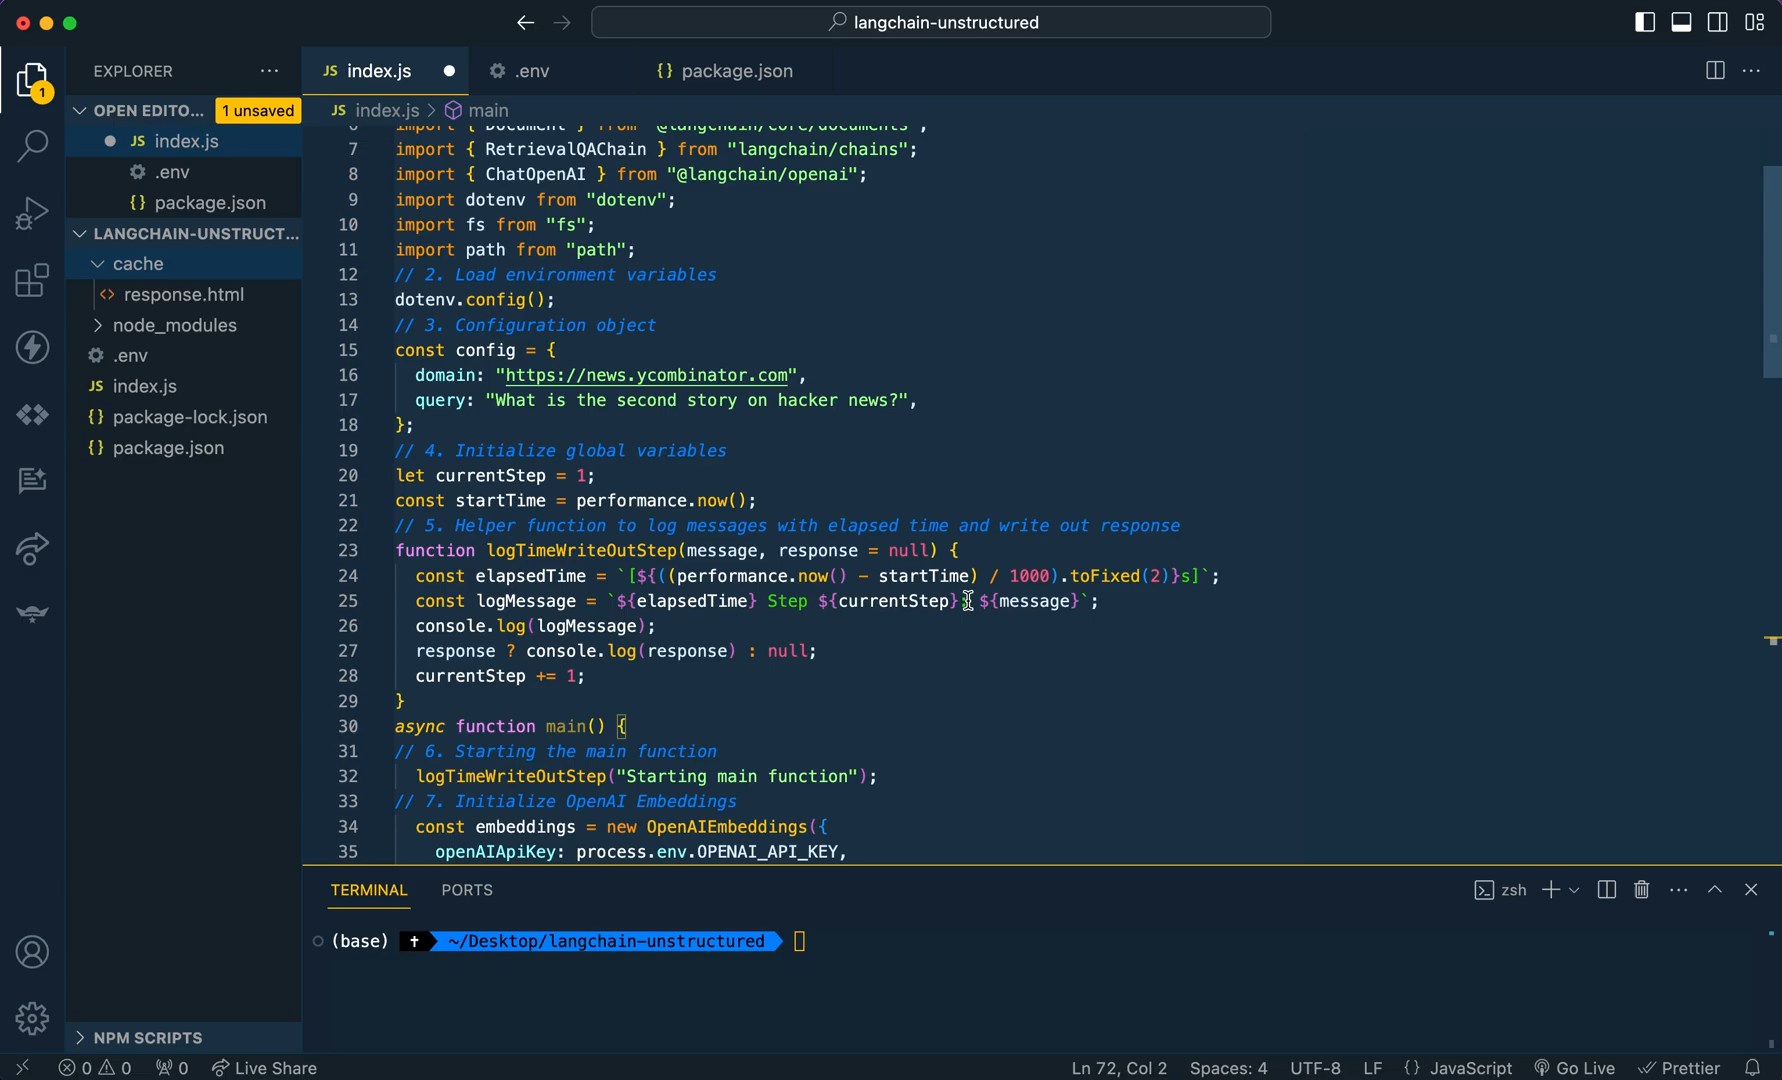 langchain-unstructured
EXPLORER
JS index.js
.env
{} package.json
1
OPEN EDITO... 1 unsaved
JS index.js > main
JS index.js
.env
{} package.json
LANGCHAIN-UNSTRUCT...
cache
<> response.html
node_modules
.env
JS index.js
{} package-lock.json
{} package.json
NPM SCRIPTS
6 import { Document } from "@langchain/core/documents";
7 import { RetrievalQAChain } from "langchain/chains";
8 import { ChatOpenAI } from "@langchain/openai";
9 import dotenv from "dotenv";
10 import fs from "fs";
11 import path from "path";
12 // 2. Load environment variables
13 dotenv.config();
14 // 3. Configuration object
15 const config = {
16 domain: "https://news.ycombinator.com",
17 query: "What is the second story on hacker news?",
18 };
19 // 4. Initialize global variables
20 let currentStep = 1;
21 const startTime = performance.now();
22 // 5. Helper function to log messages with elapsed time and write out response
23 function logTimeWriteOutStep(message, response = null) {
24 const elapsedTime = `[${((performance.now() - startTime) / 1000).toFixed(2)}s]`;
25 const logMessage = `${elapsedTime} Step ${currentStep}: ${message}`;
26 console.log(logMessage);
27 response ? console.log(response) : null;
28 currentStep += 1;
29 }
30 async function main() {
31 // 6. Starting the main function
32 logTimeWriteOutStep("Starting main function");
33 // 7. Initialize OpenAI Embeddings
34 const embeddings = new OpenAIEmbeddings({
35 openAIApiKey: process.env.OPENAI_API_KEY,
TERMINAL PORTS zsh
(base) ~/Desktop/langchain-unstructured
0 0 0 Live Share Ln 72, Col 2 Spaces: 4 UTF-8 LF {} JavaScript Go Live Prettier